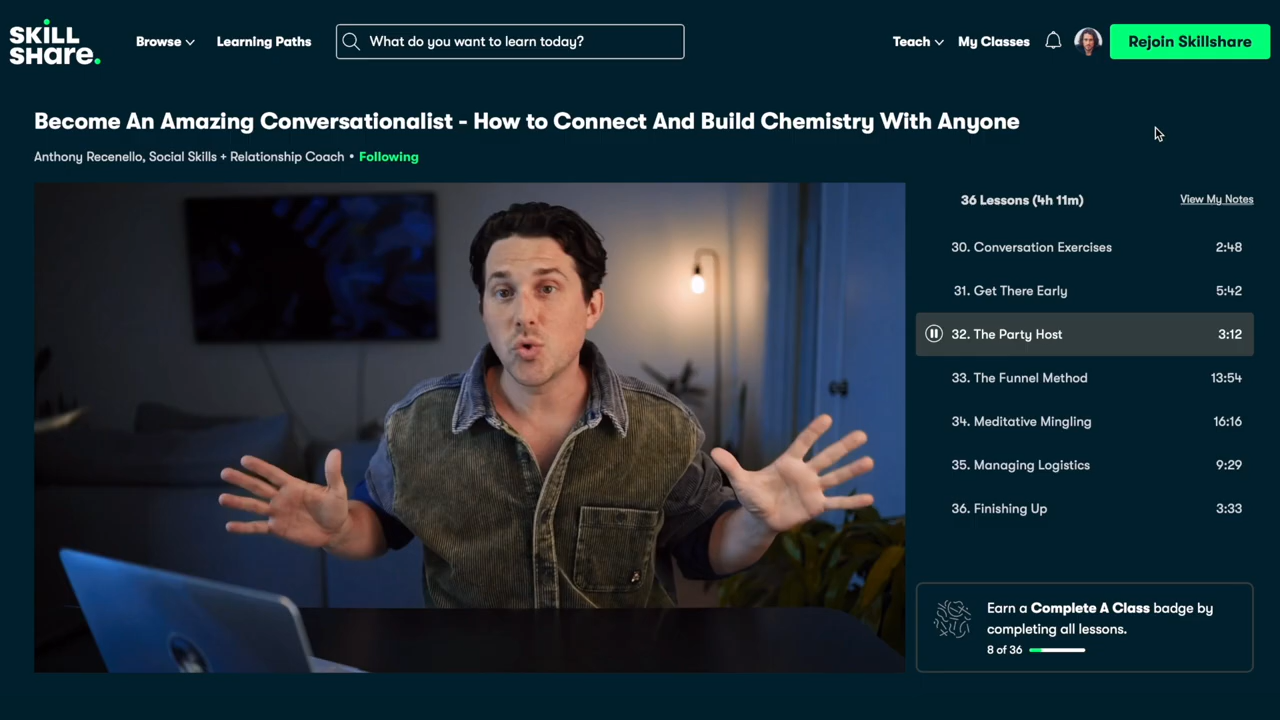 SKILL
SHARE.
Browse
Learning Paths
What do you want to learn today?
Teach
My Classes
Rejoin Skillshare
Become An Amazing Conversationalist - How to Connect And Build Chemistry With Anyone
Anthony Recenello, Social Skills + Relationship Coach • Following
36 Lessons (4h 11m)
View My Notes
30. Conversation Exercises 2:48
31. Get There Early 5:42
32. The Party Host 3:12
33. The Funnel Method 13:54
34. Meditative Mingling 16:16
35. Managing Logistics 9:29
36. Finishing Up 3:33
Earn a Complete A Class badge by
completing all lessons.
8 of 36